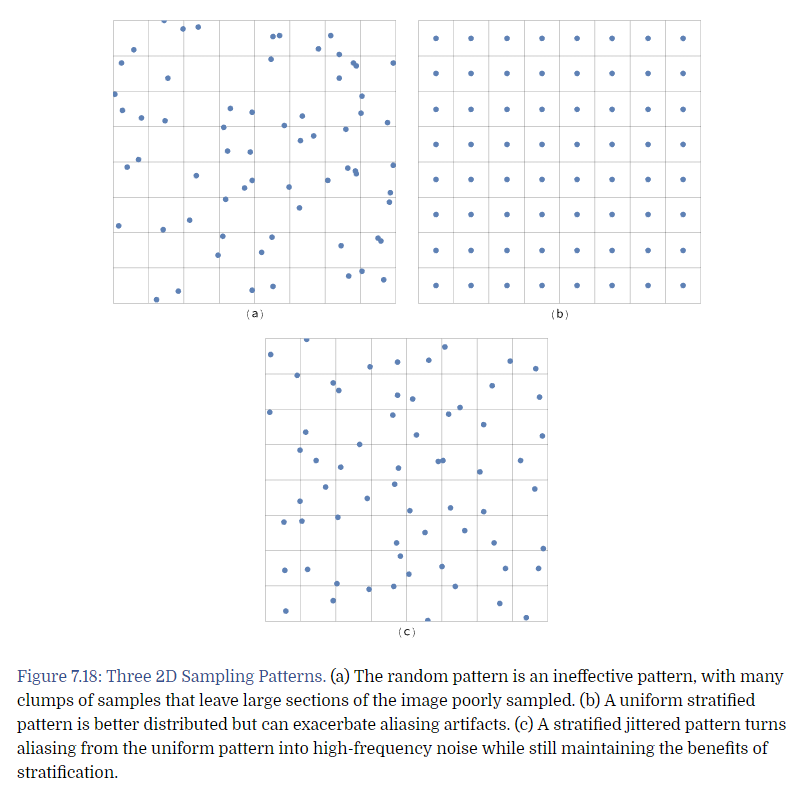 (a)
(b)
(c)
Figure 7.18: Three 2D Sampling Patterns. (a) The random pattern is an ineffective pattern, with many
clumps of samples that leave large sections of the image poorly sampled. (b) A uniform stratified
pattern is better distributed but can exacerbate aliasing artifacts. (c) A stratified jittered pattern turns
aliasing from the uniform pattern into high-frequency noise while still maintaining the benefits of
stratification.